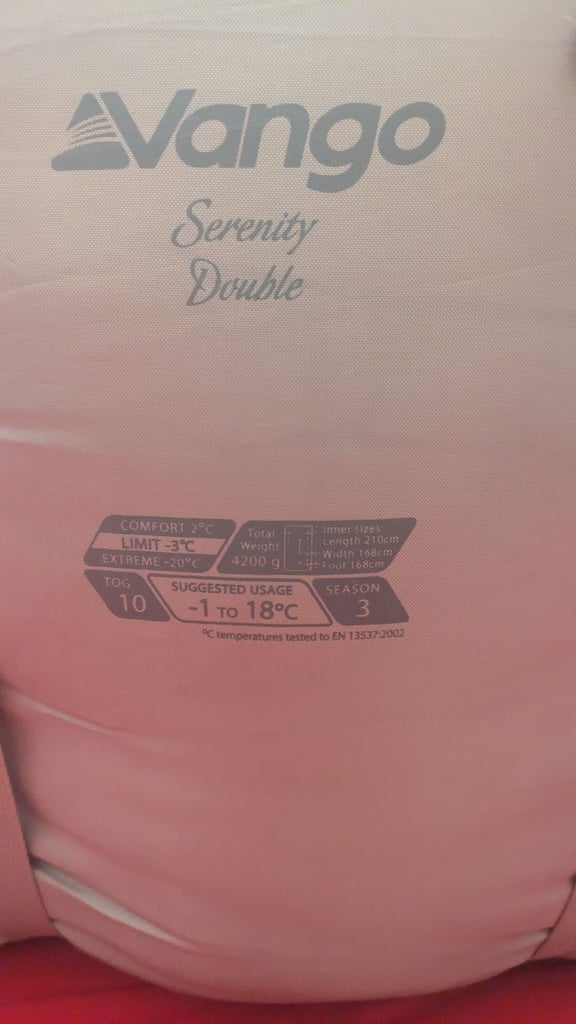 Vango
Serenity
Double
COMFORT 2°C
LIMIT -3°C
EXTREME -20°C
Total
Weight
4200 g
Inner sizes:
Length 210cm
Width 168cm
Foot 168cm
TOG
10
SUGGESTED USAGE
-1 TO 18°C
SEASON
3
°C temperatures tested to EN 13537:2002